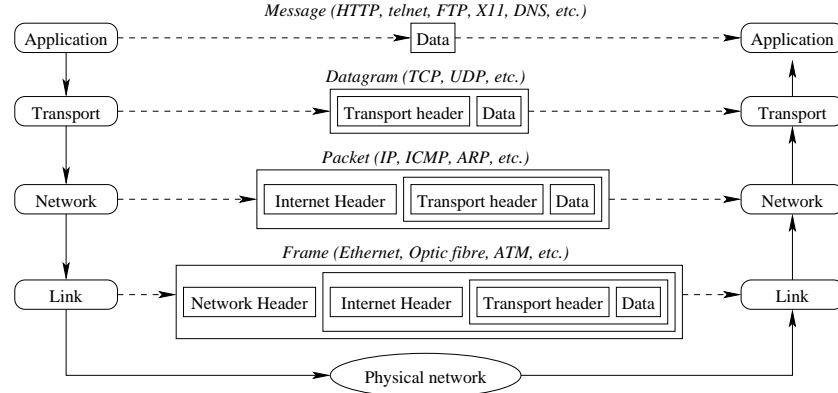 Message (HTTP, telnet, FTP, X11, DNS, etc.)
Application Data Application
Datagram (TCP, UDP, etc.)
Transport Transport header Data Transport
Packet (IP, ICMP, ARP, etc.)
Network Internet Header Transport header Data Network
Frame (Ethernet, Optic fibre, ATM, etc.)
Link Network Header Internet Header Transport header Data Link
Physical network